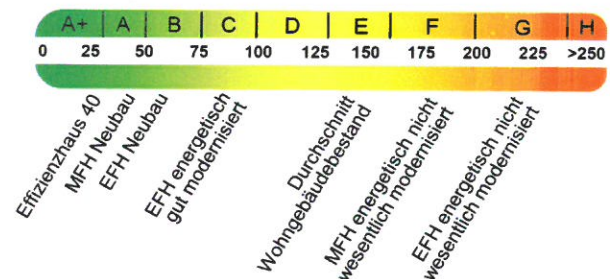 A+ A B C D E F G H
0 25 50 75 100 125 150 175 200 225 >250
Effizienzhaus 40
MFH Neubau
EFH Neubau
EFH energetisch
gut modernisiert
Durchschnitt
Wohngebäudebestand
MFH energetisch nicht
wesentlich modernisiert
EFH energetisch nicht
wesentlich modernisiert